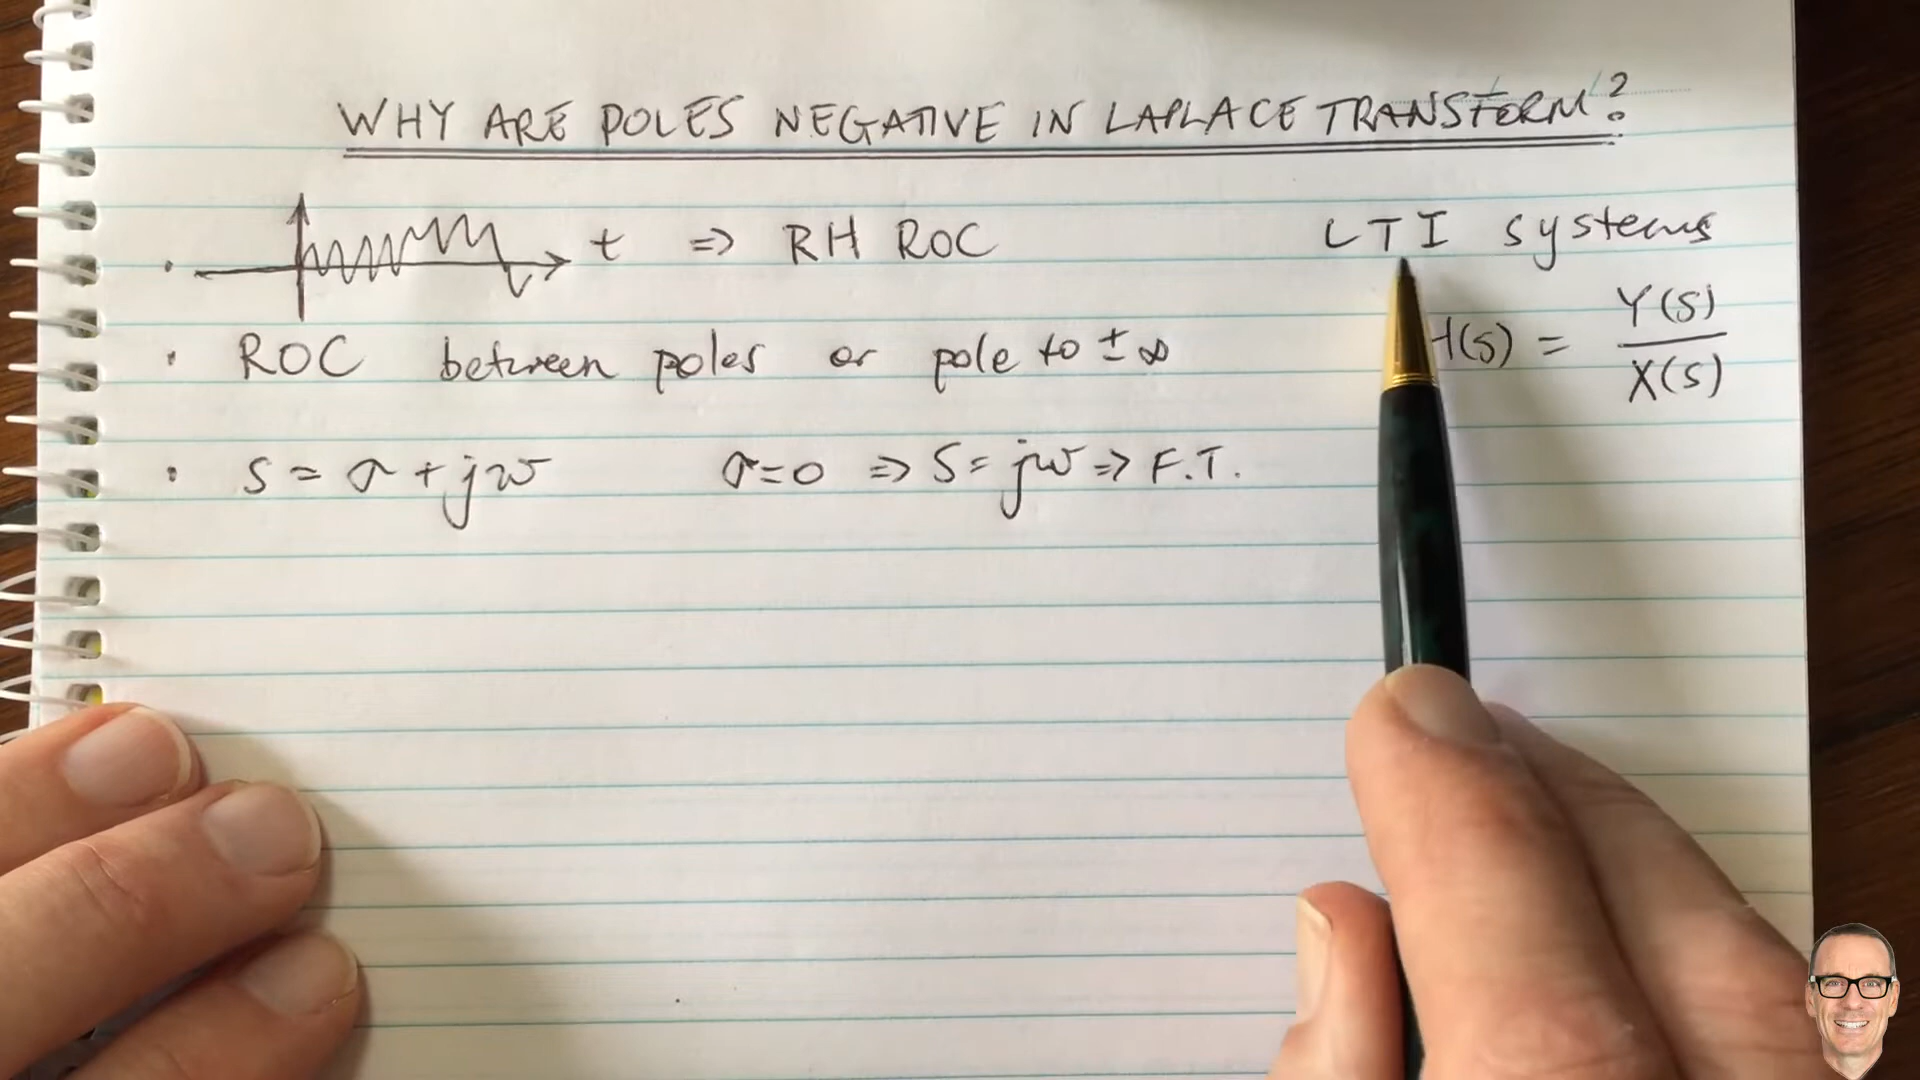 WHY ARE POLES NEGATIVE IN LAPLACE TRANSFORM?
t ⇒ RH ROC
LTI systems
• ROC between poles or pole to ± ∞
H(s) = Y(s) / X(s)
• s = σ + jω σ=0 ⇒ s = jω ⇒ F.T.